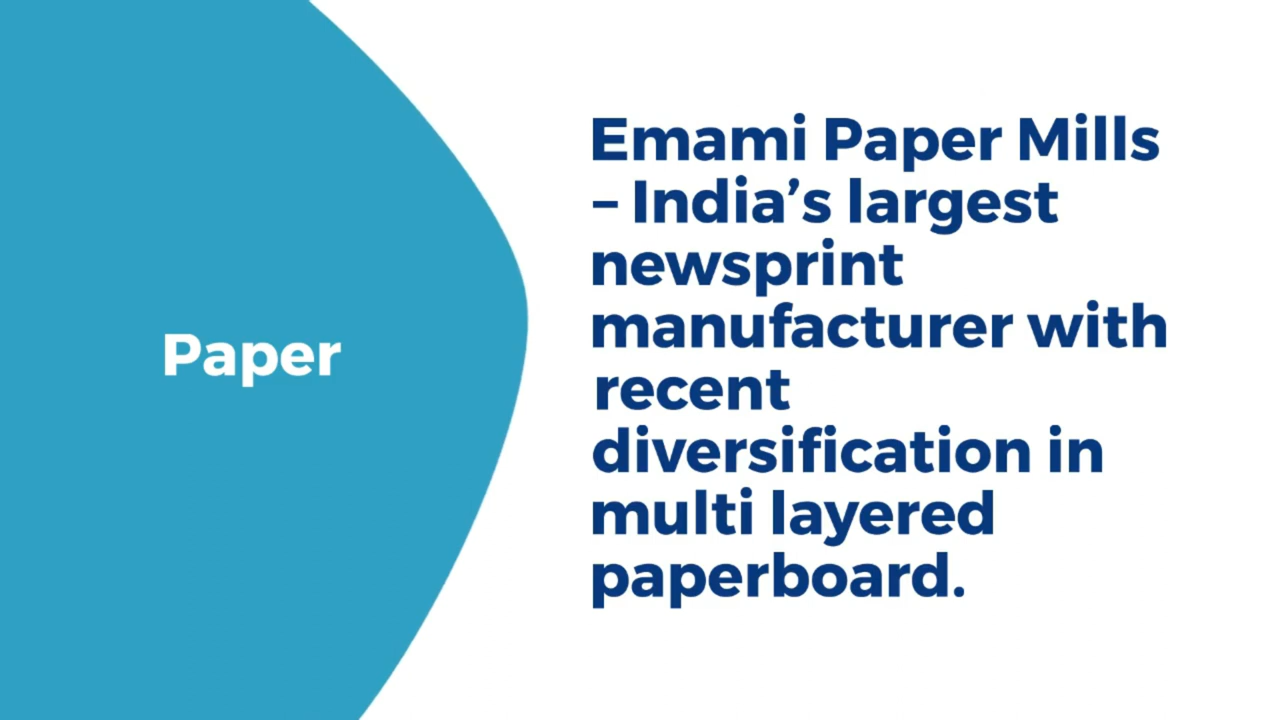 Paper
Emami Paper Mills
– India’s largest
newsprint
manufacturer with
recent
diversification in
multi layered
paperboard.